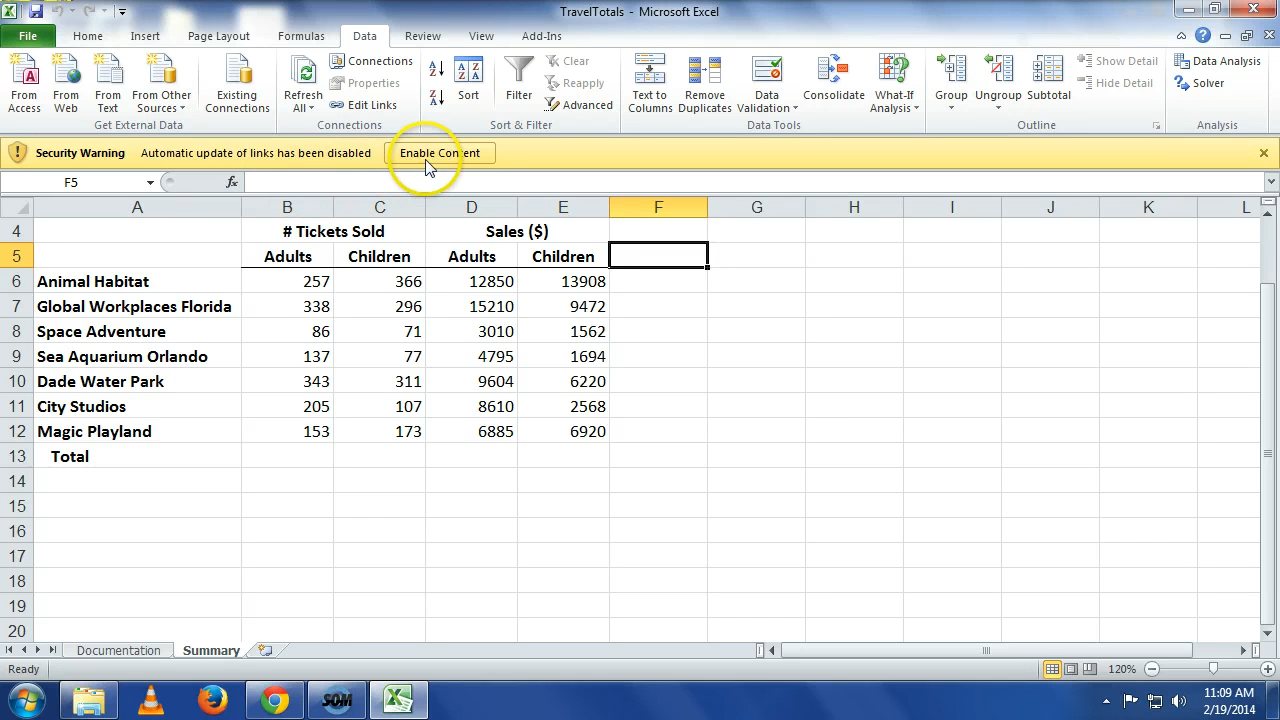 TravelTotals - Microsoft Excel
File Home Insert Page Layout Formulas Data Review View Add-Ins
From Access
From Web
From Text
From Other Sources
Existing Connections
Get External Data
Refresh All
Connections
Properties
Edit Links
Connections
Sort
Filter
Clear
Reapply
Advanced
Sort & Filter
Text to Columns
Remove Duplicates
Data Validation
Consolidate
What-If Analysis
Data Tools
Group
Ungroup
Subtotal
Show Detail
Hide Detail
Outline
Data Analysis
Solver
Analysis
Security Warning Automatic update of links has been disabled Enable Content
F5 fx
A B C D E F G H I J K L
4 # Tickets Sold Sales ($)
5 Adults Children Adults Children
6 Animal Habitat 257 366 12850 13908
7 Global Workplaces Florida 338 296 15210 9472
8 Space Adventure 86 71 3010 1562
9 Sea Aquarium Orlando 137 77 4795 1694
10 Dade Water Park 343 311 9604 6220
11 City Studios 205 107 8610 2568
12 Magic Playland 153 173 6885 6920
13 Total
14
15
16
17
18
19
20
Documentation Summary
Ready 120%
SOM
11:09 AM
2/19/2014